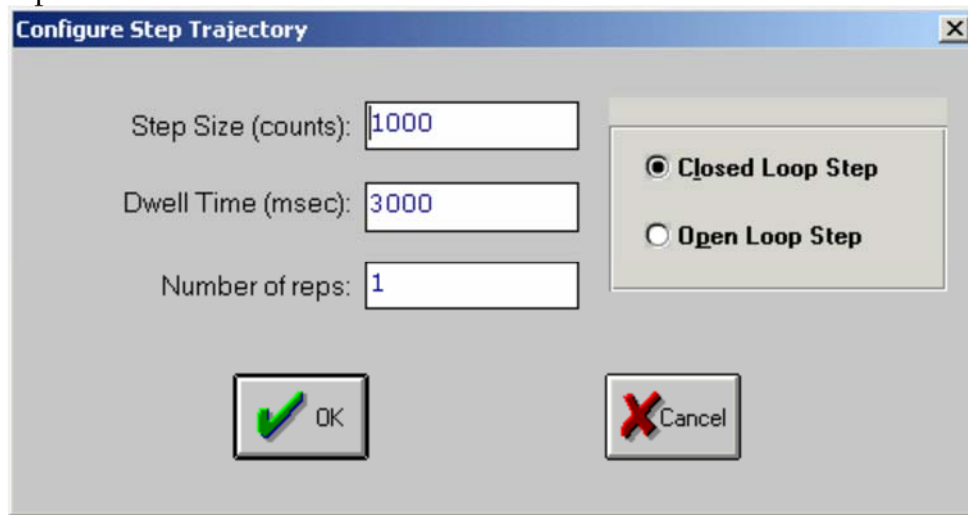 Configure Step Trajectory
Step Size (counts): 1000
Closed Loop Step
Dwell Time (msec): 3000
Open Loop Step
Number of reps: 1
OK
Cancel